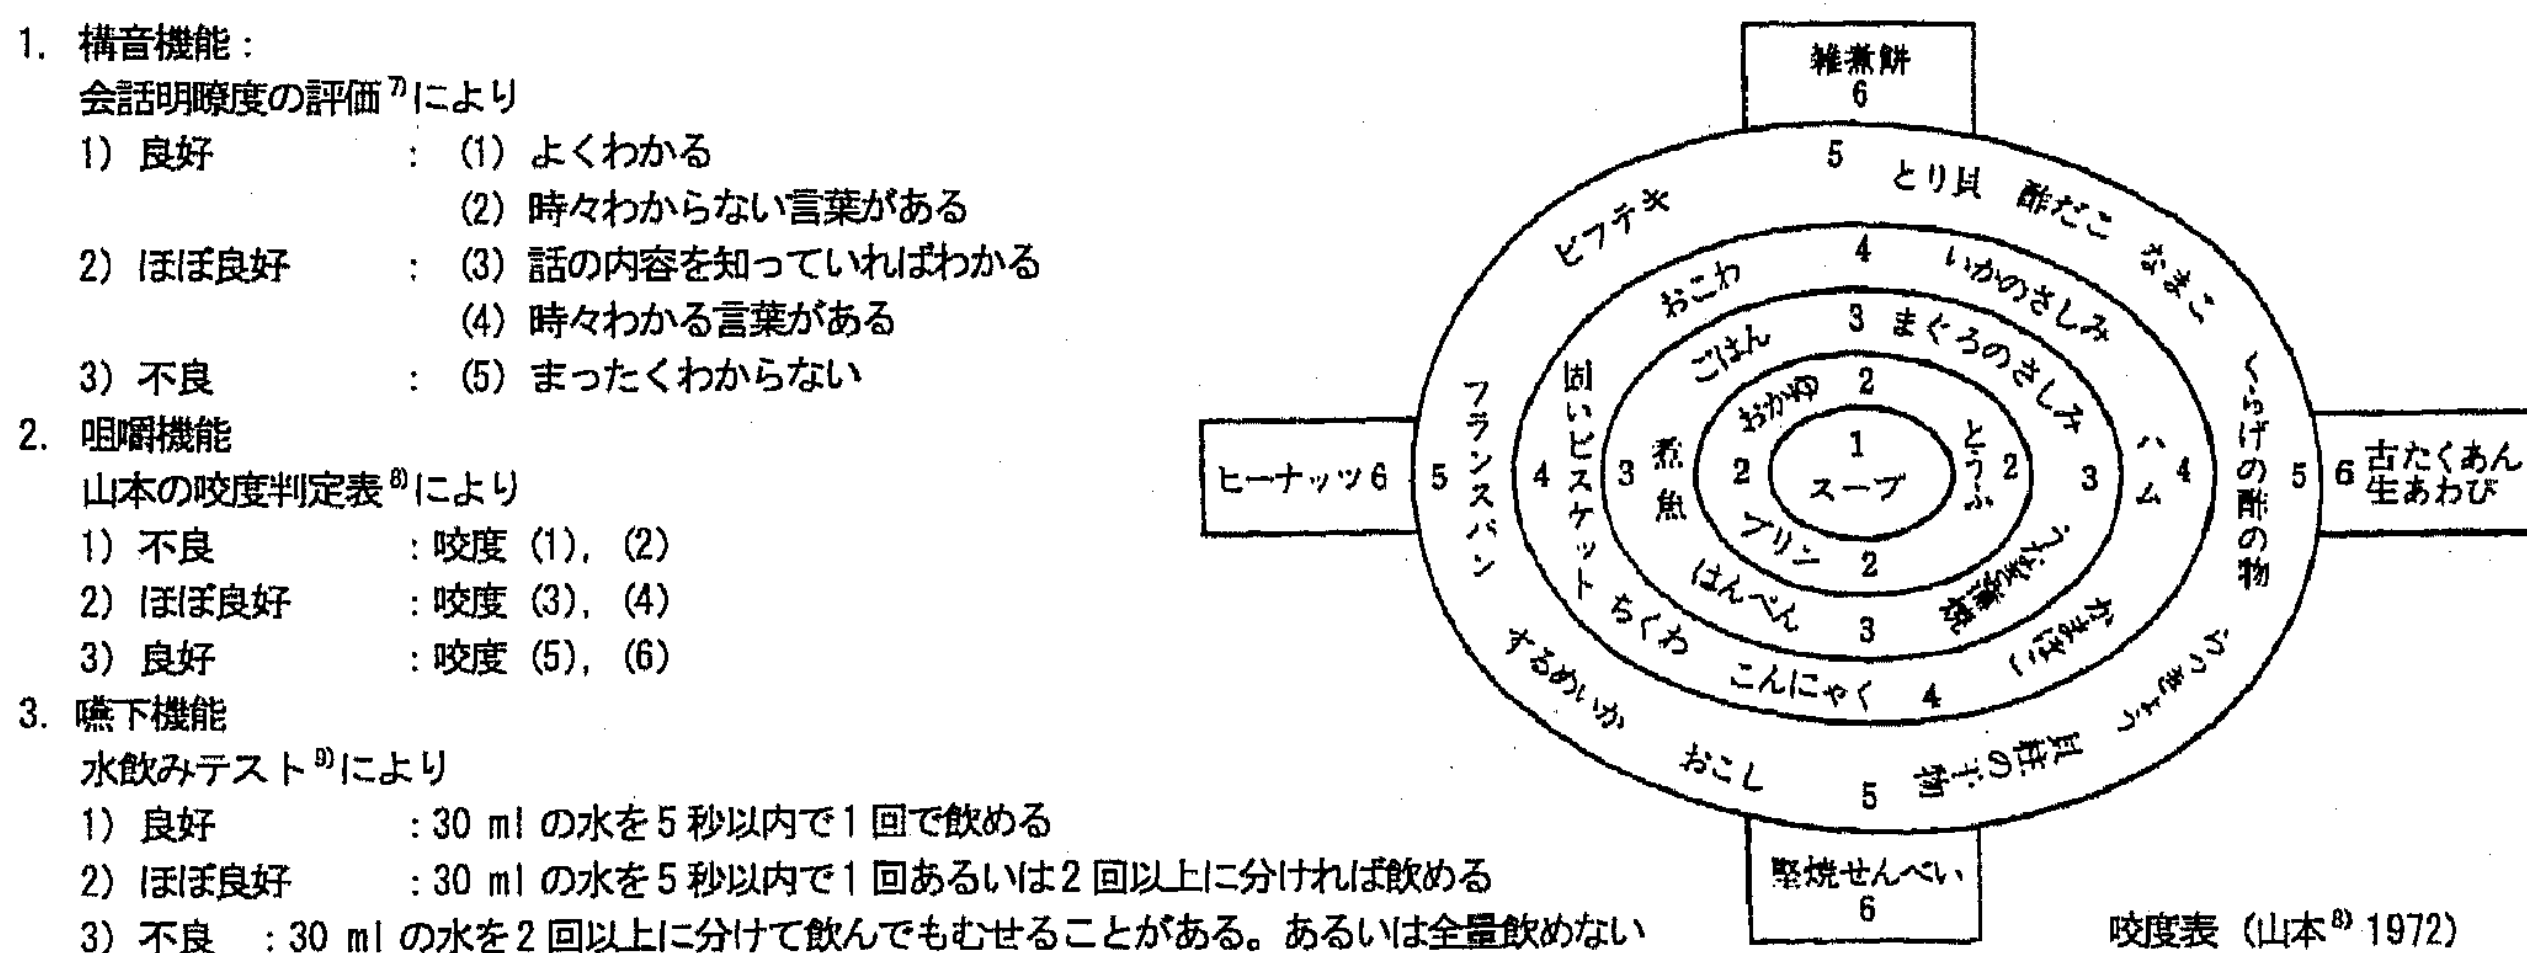 1. 構音機能:
会話明瞭度の評価7)により
1) 良好 : (1) よくわかる
(2) 時々わからない言葉がある
2) ほぼ良好 : (3) 話の内容を知っていればわかる
(4) 時々わかる言葉がある
3) 不良 : (5) まったくわからない
2. 咀嚼機能
山本の咬度判定表8)により
1) 不良 : 咬度 (1), (2)
2) ほぼ良好 : 咬度 (3), (4)
3) 良好 : 咬度 (5), (6)
3. 嚥下機能
水飲みテスト9)により
1) 良好 : 30 ml の水を5秒以内で1回で飲める
2) ほぼ良好 : 30 ml の水を5秒以内で1回あるいは2回以上に分ければ飲める
3) 不良 : 30 ml の水を2回以上に分けて飲んでもむせることがある。あるいは全量飲めない
雑煮餅
6
5
とり貝
酢だこ
なまこ
くらげの酢の物
5
らっきょう
貝柱の干物
5
おこし
するめいか
フランスパン
5
ビフテキ
4
いかのさしみ
ハム
4
かまぼこ
4
こんにゃく
ちくわ
固いビスケット
4
おこわ
3
まぐろのさしみ
3
3
はんぺん
煮魚
3
ごはん
2
とうふ
2
2
プリン
2
おかゆ
1
スープ
ピーナッツ 6
6 古たくあん
生あわび
堅焼せんべい
6
咬度表 (山本8) 1972)